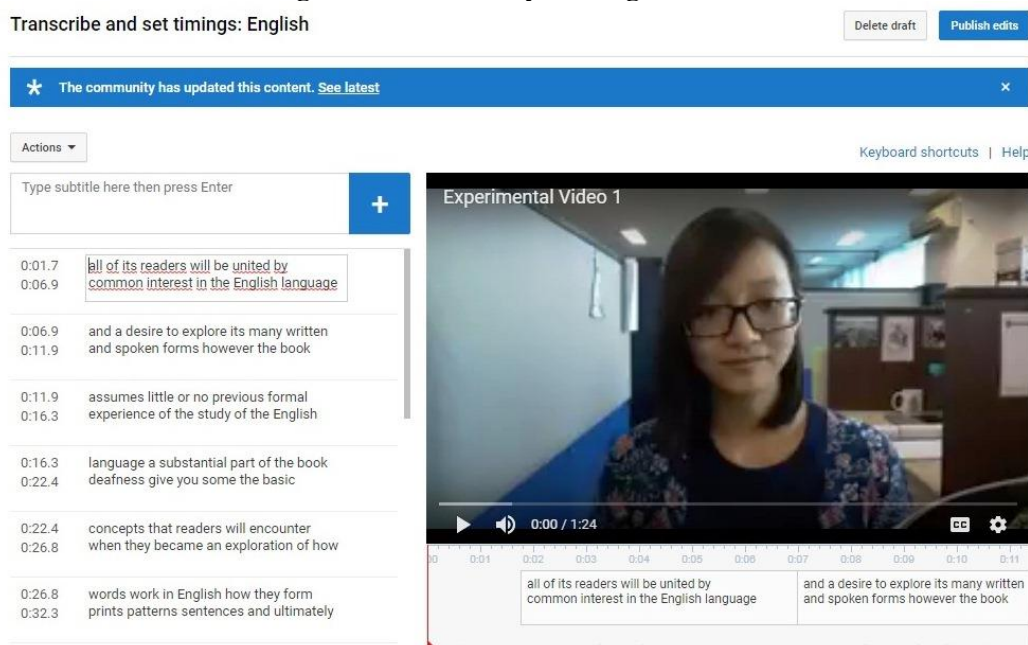 Transcribe and set timings: English
Delete draft
Publish edits
The community has updated this content. See latest
×
Actions
Keyboard shortcuts | Help
Type subtitle here then press Enter
+
Experimental Video 1
0:01.7 all of its readers will be united by
0:06.9 common interest in the English language
0:06.9 and a desire to explore its many written
0:11.9 and spoken forms however the book
0:11.9 assumes little or no previous formal
0:16.3 experience of the study of the English
0:16.3 language a substantial part of the book
0:22.4 deafness give you some the basic
0:22.4 concepts that readers will encounter
0:26.8 when they became an exploration of how
0:26.8 words work in English how they form
0:32.3 prints patterns sentences and ultimately
0:00 / 1:24
CC
0:01 0:02 0:03 0:04 0:05 0:06 0:07 0:08 0:09 0:10 0:11
all of its readers will be united by
common interest in the English language
and a desire to explore its many written
and spoken forms however the book